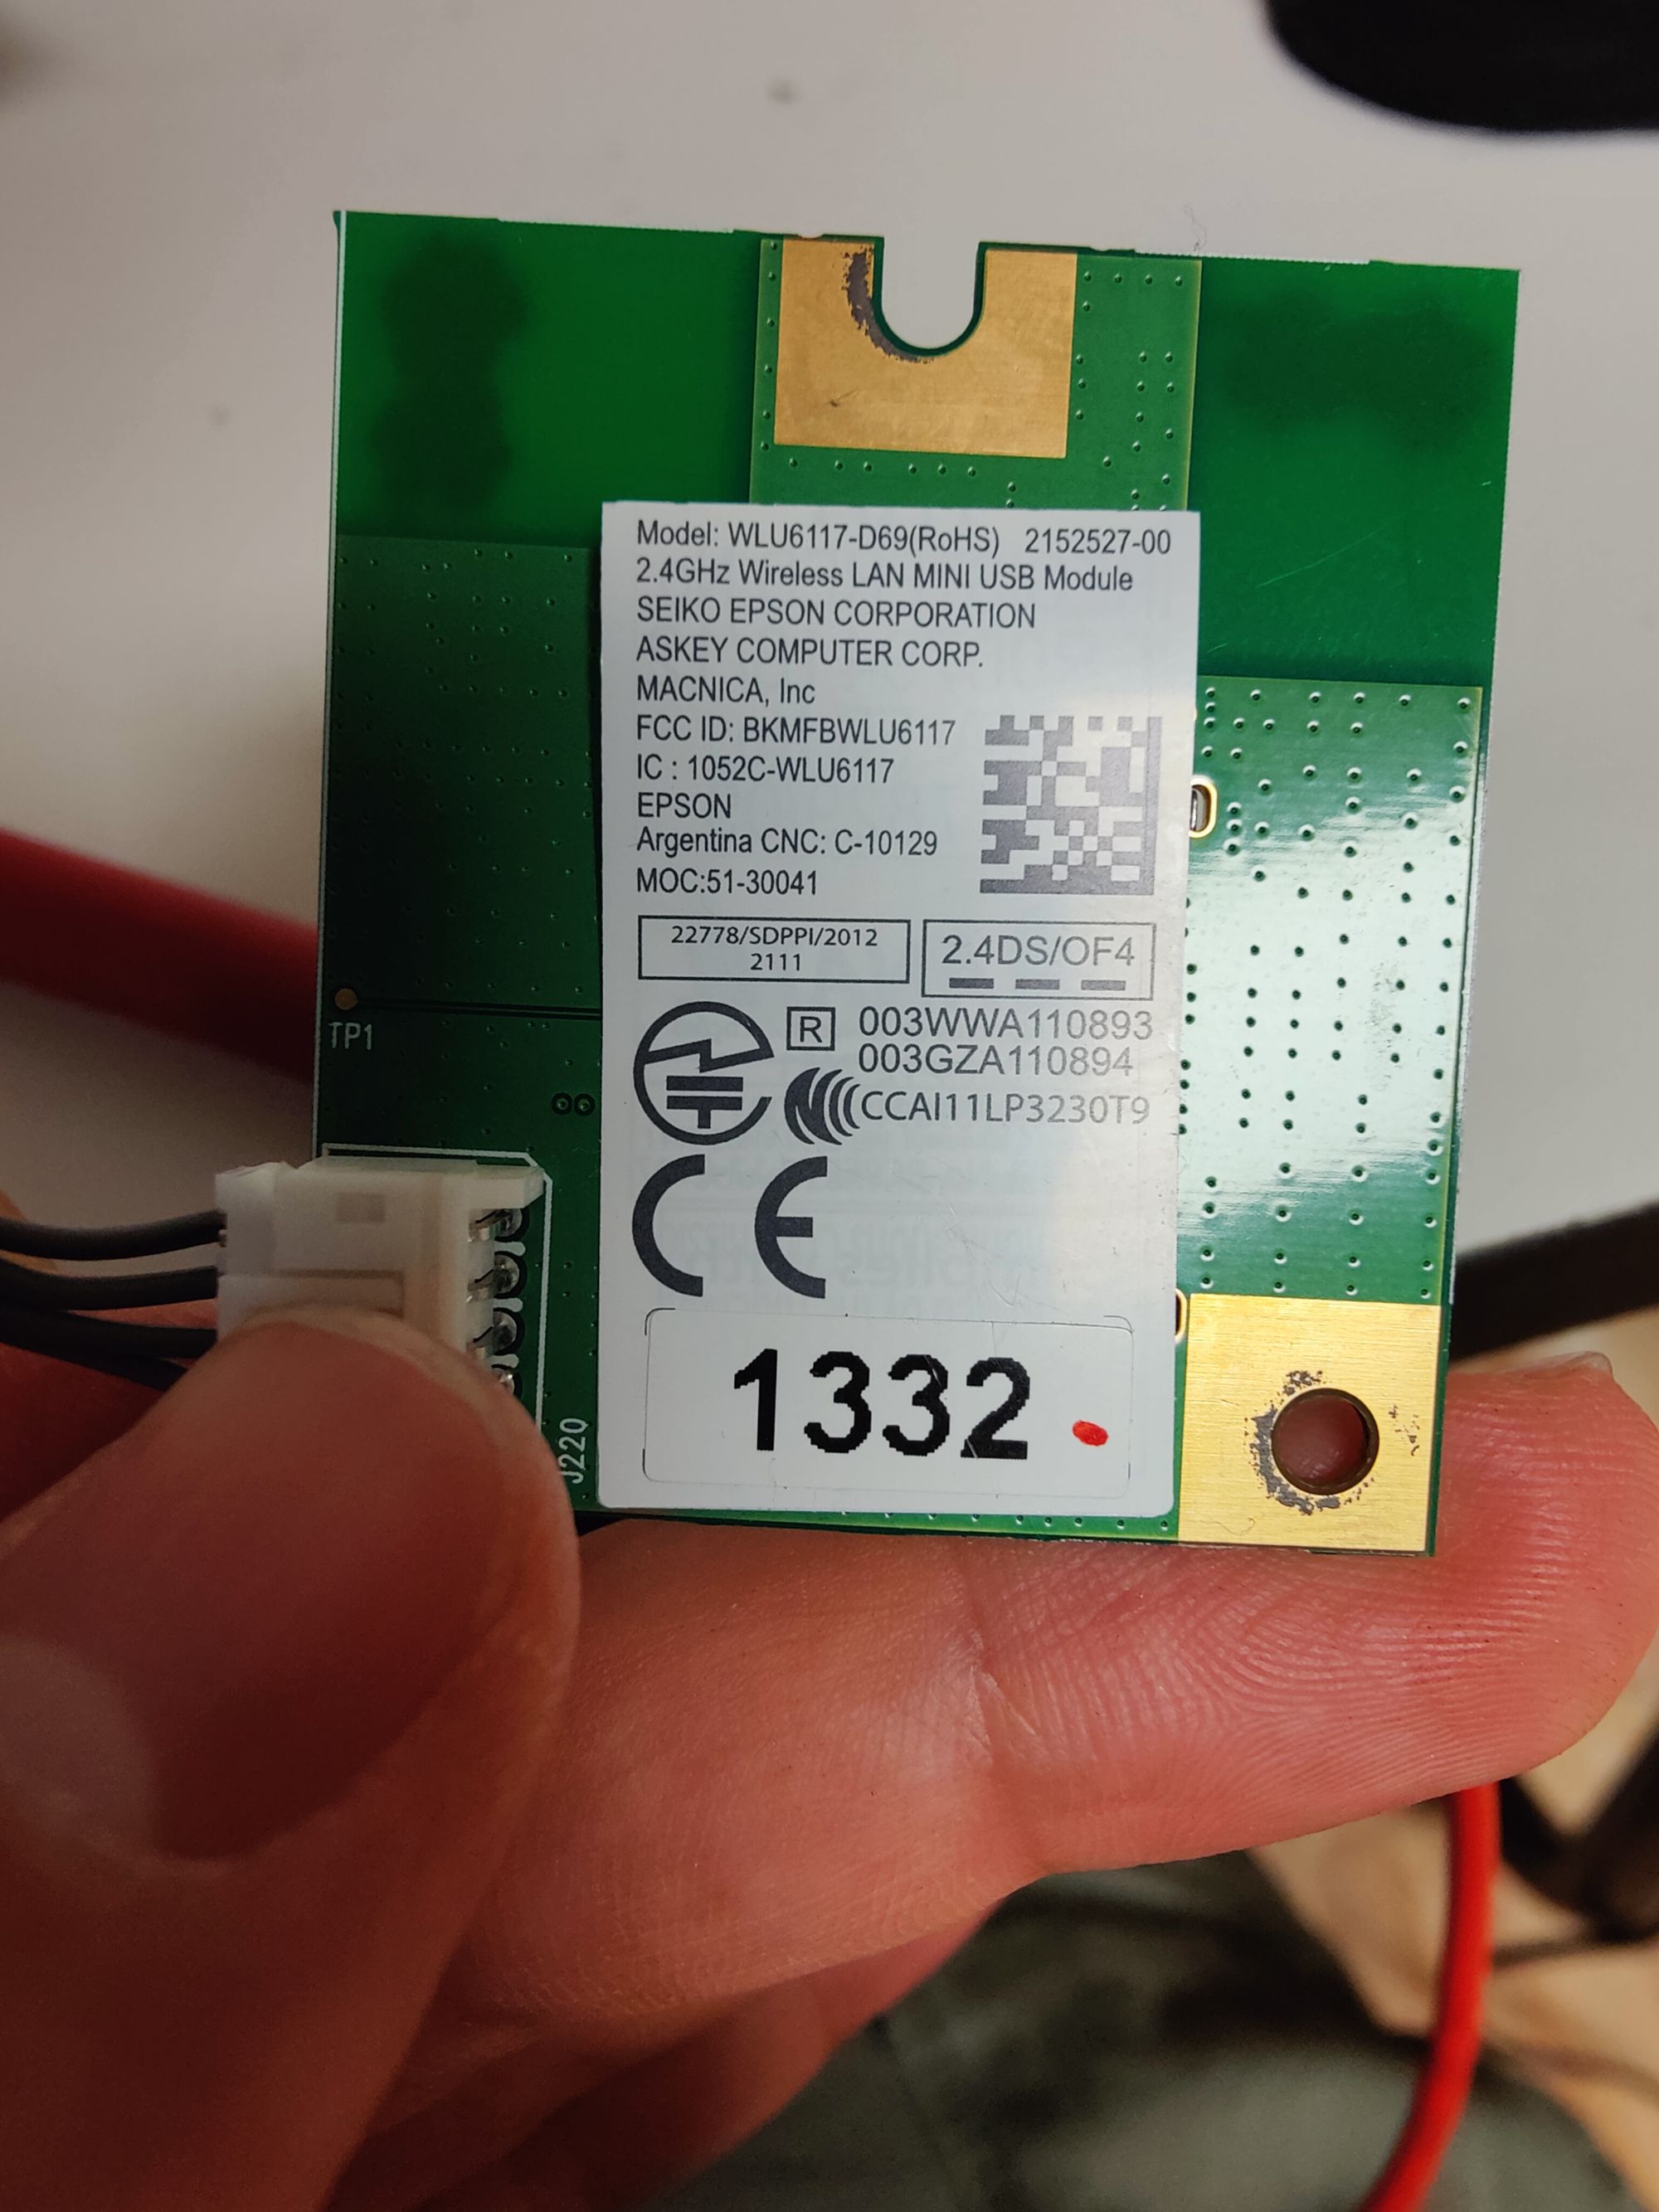 Model: WLU6117-D69(RoHS) 2152527-00
2.4GHz Wireless LAN MINI USB Module
SEIKO EPSON CORPORATION
ASKEY COMPUTER CORP.
MACNICA, Inc
FCC ID: BKMFBWLU6117
IC : 1052C-WLU6117
EPSON
Argentina CNC: C-10129
MOC:51-30041
22778/SDPPI/2012
2111
2.4DS/OF4
R 003WWA110893
003GZA110894
CCAI11LP3230T9
CE
1332
TP1
J220